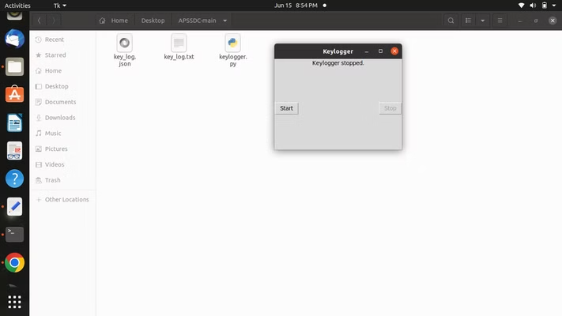 Activities
Tk
Jun 15 8:54 PM
Home
Desktop
APSSDC main
Recent
Starred
Home
Desktop
Documents
Downloads
Music
Pictures
Videos
Trash
+ Other Locations
key_log.
json
key_log.txt
keylogger.
py
Keylogger
Keylogger stopped.
Start
Stop